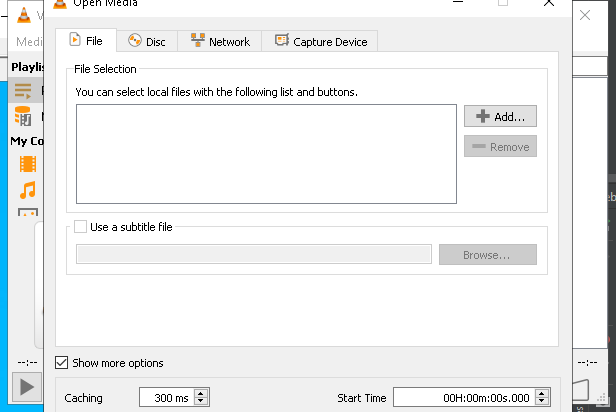 Open Media
Medi
File
Disc
Network
Capture Device
Playlis
File Selection
You can select local files with the following list and buttons.
Add...
Remove
My Co
Use a subtitle file
Browse...
--:--
--:--
Show more options
Caching
300 ms
Start Time
00H:00m:00s.000